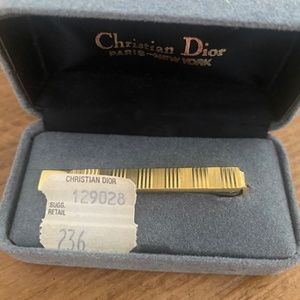 Christian Dior
PARIS—NEW YORK
CHRISTIAN DIOR
129028
SUGG.
RETAIL
236